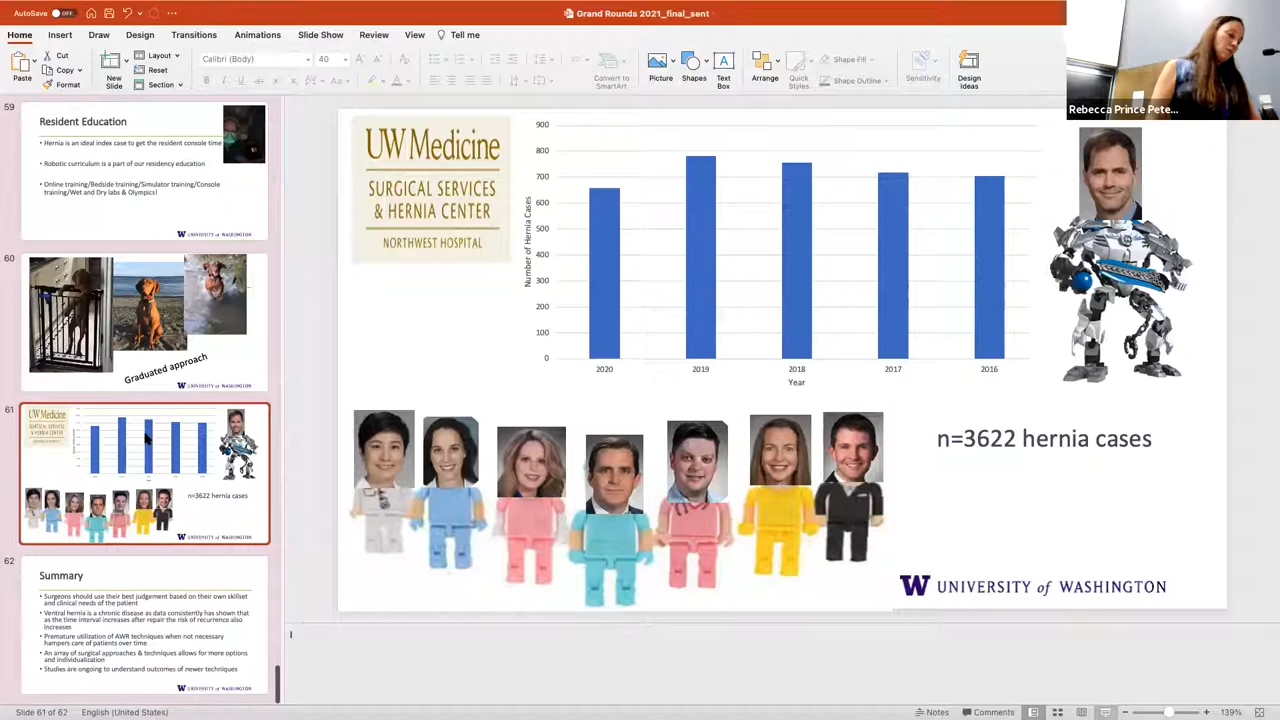 AutoSave OFF
Grand Rounds 2021_final_sent
Home Insert Draw Design Transitions Animations Slide Show Review View Tell me
Paste
Cut
Copy
Format
New Slide
Layout
Reset
Section
Calibri (Body) 40
Convert to SmartArt
Picture
Shapes
Text Box
Arrange
Quick Styles
Shape Fill
Shape Outline
Sensitivity
Design Ideas
Rebecca Prince Pete...
59
Resident Education
• Hernia is an ideal index case to get the resident console time
• Robotic curriculum is a part of our residency education
• Online training/Bedside training/Simulator training/Console
training/Wet and Dry labs & Olympics!
W UNIVERSITY of WASHINGTON
60
Graduated approach
W UNIVERSITY of WASHINGTON
61
UW Medicine
n=3622 hernia cases
W UNIVERSITY of WASHINGTON
62
Summary
• Surgeons should use their best judgement based on their own skillset
and clinical needs of the patient
• Ventral hernia is a chronic disease as data consistently has shown that
as the time interval increases after repair the risk of recurrence also
increases
• Premature utilization of AWR techniques when not necessary
hampers care of patients over time
• An array of surgical approaches & techniques allows for more options
and individualization
• Studies are ongoing to understand outcomes of newer techniques
W UNIVERSITY of WASHINGTON
UW Medicine
SURGICAL SERVICES
& HERNIA CENTER
NORTHWEST HOSPITAL
Number of Hernia Cases
900
800
700
600
500
400
300
200
100
0
2020 2019 2018 2017 2016
Year
n=3622 hernia cases
W UNIVERSITY of WASHINGTON
Slide 61 of 62 English (United States)
Notes Comments 139%